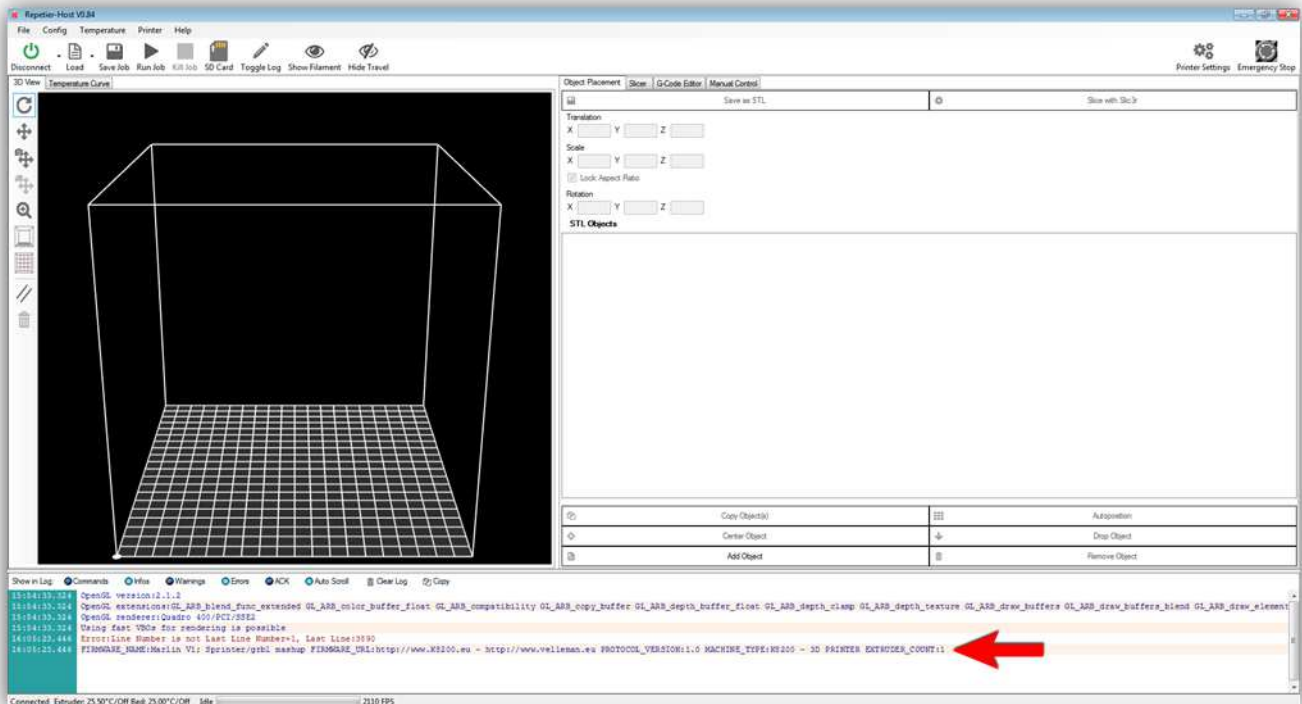 Repetier-Host V0.84
File Config Temperature Printer Help
Disconnect Load Save Job Run Job Kill Job SD Card Toggle Log Show Filament Hide Travel Printer Settings Emergency Stop
3D View Temperature Curve
Object Placement Slicer G-Code Editor Manual Control
Save as STL Slice with Slic3r
Translation
X Y Z
Scale
X Y Z
Lock Aspect Ratio
Rotation
X Y Z
STL Objects
Copy Object(s) Autoposition
Center Object Drop Object
Add Object Remove Object
Show in Log: Commands Infos Warnings Errors ACK Auto Scroll Clear Log Copy
15:54:33.324 OpenGL version:2.1.2
15:54:33.324 OpenGL extensions:GL_ARB_blend_func_extended GL_ARB_color_buffer_float GL_ARB_compatibility GL_ARB_copy_buffer GL_ARB_depth_buffer_float GL_ARB_depth_clamp GL_ARB_depth_texture GL_ARB_draw_buffers GL_ARB_draw_buffers_blend GL_ARB_draw_element
15:54:33.324 OpenGL renderer:Quadro 400/PCI/SSE2
15:54:33.324 Using fast VBOs for rendering is possible
16:05:23.446 Error:Line Number is not Last Line Number+1, Last Line:3890
16:05:23.446 FIRMWARE_NAME:Marlin V1; Sprinter/grbl mashup FIRMWARE_URL:http://www.K8200.eu - http://www.velleman.eu PROTOCOL_VERSION:1.0 MACHINE_TYPE:K8200 - 3D PRINTER EXTRUDER_COUNT:1
Connected Extruder: 25.50°C/Off Bed: 25.00°C/Off Idle 2110 FPS